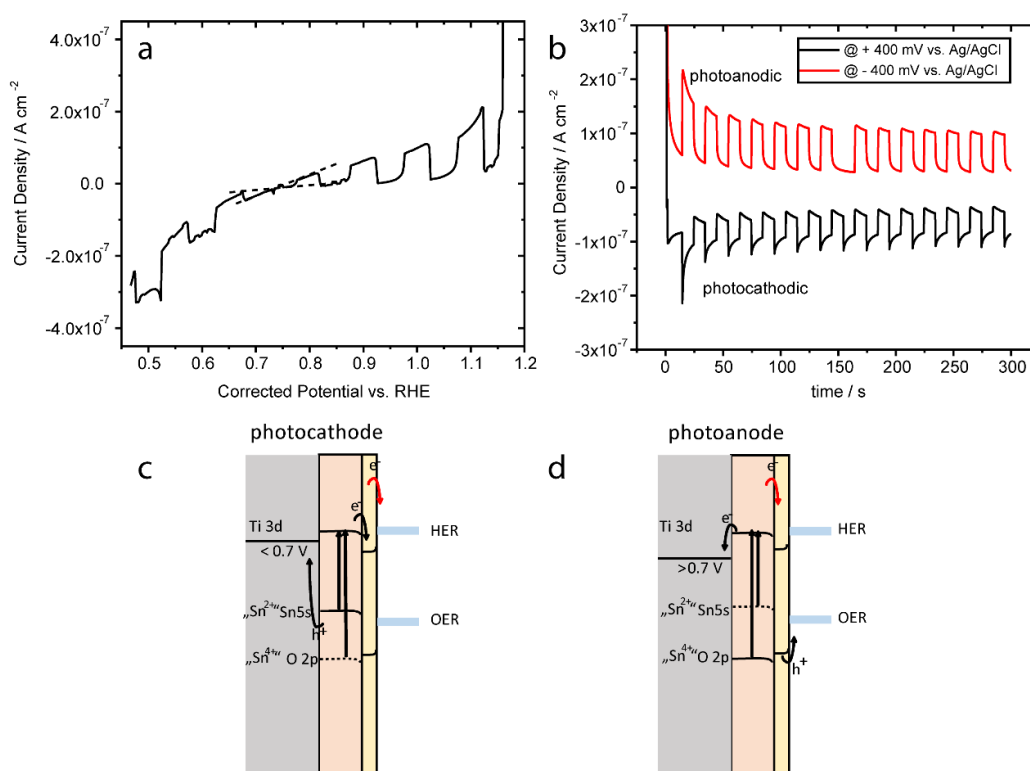 a
4.0x10-7
2.0x10-7
0.0
-2.0x10-7
-4.0x10-7
Current Density / A cm-2
0.5 0.6 0.7 0.8 0.9 1.0 1.1 1.2
Corrected Potential vs. RHE
b
3x10-7
2x10-7
1x10-7
0
-1x10-7
-2x10-7
-3x10-7
Current Density / A cm-2
@ + 400 mV vs. Ag/AgCl
@ - 400 mV vs. Ag/AgCl
photoanodic
photocathodic
0 50 100 150 200 250 300
time / s
photocathode
c
e-
e-
Ti 3d
< 0.7 V
HER
„Sn2+“ Sn5s
h+
OER
„Sn4+“ O 2p
photoanode
d
e-
e-
Ti 3d
>0.7 V
HER
„Sn2+“ Sn5s
OER
„Sn4+“ O 2p
h+